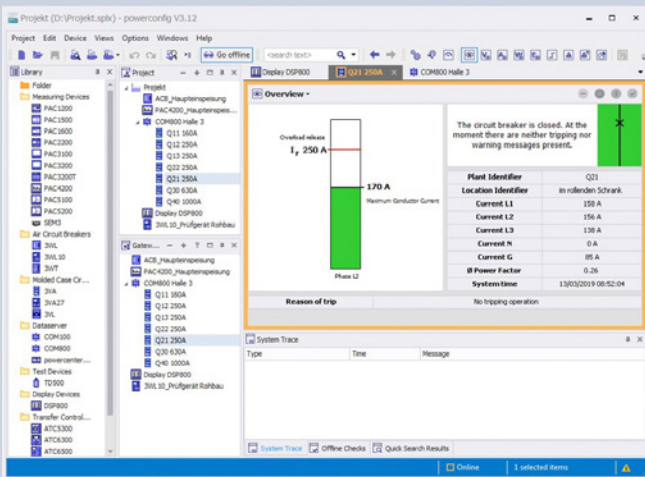 Projekt (D:\Projekt.splx) - powerconfig V3.12
Project Edit Device Views Options Windows Help
Go offline
<search text>
Library
Folder
Measuring Devices
PAC1200
PAC1500
PAC1600
PAC2200
PAC3100
PAC3200
PAC3200T
PAC4200
PAC5100
PAC5200
SEM3
Air Circuit Breakers
3WL
3WL10
3WT
Molded Case Cir...
3VA
3VA27
3VL
Dataserver
COM100
COM800
powercenter....
Test Devices
TD500
Display Devices
DSP800
Transfer Control...
ATC5300
ATC6300
ATC6500
Project
Projekt
ACB_Haupteinspeisung
PAC4200_Haupteinspeis...
COM800 Halle 3
Q11 160A
Q12 250A
Q13 250A
Q22 250A
Q21 250A
Q30 630A
Q40 1000A
Display DSP800
3WL10_Prüfgerät Rohbau
Gatew...
ACB_Haupteinspeisung
PAC4200_Haupteinspeisung
COM800 Halle 3
Q11 160A
Q12 250A
Q13 250A
Q22 250A
Q21 250A
Q30 630A
Q40 1000A
Display DSP800
3WL10_Prüfgerät Rohbau
Display DSP800
Q21 250A
COM800 Halle 3
Overview
Overload release
Ir 250 A
170 A
Maximum Conductor Current
Phase L2
The circuit breaker is closed. At the
moment there are neither tripping nor
warning messages present.
Plant Identifier Q21
Location Identifier im rollenden Schrank
Current L1 158 A
Current L2 156 A
Current L3 138 A
Current N 0 A
Current G 85 A
Ø Power Factor 0.26
System time 13/03/2019 08:52:04
Reason of trip No tripping operation
System Trace
Type Time Message
System Trace Offline Checks Quick Search Results
Online 1 selected items